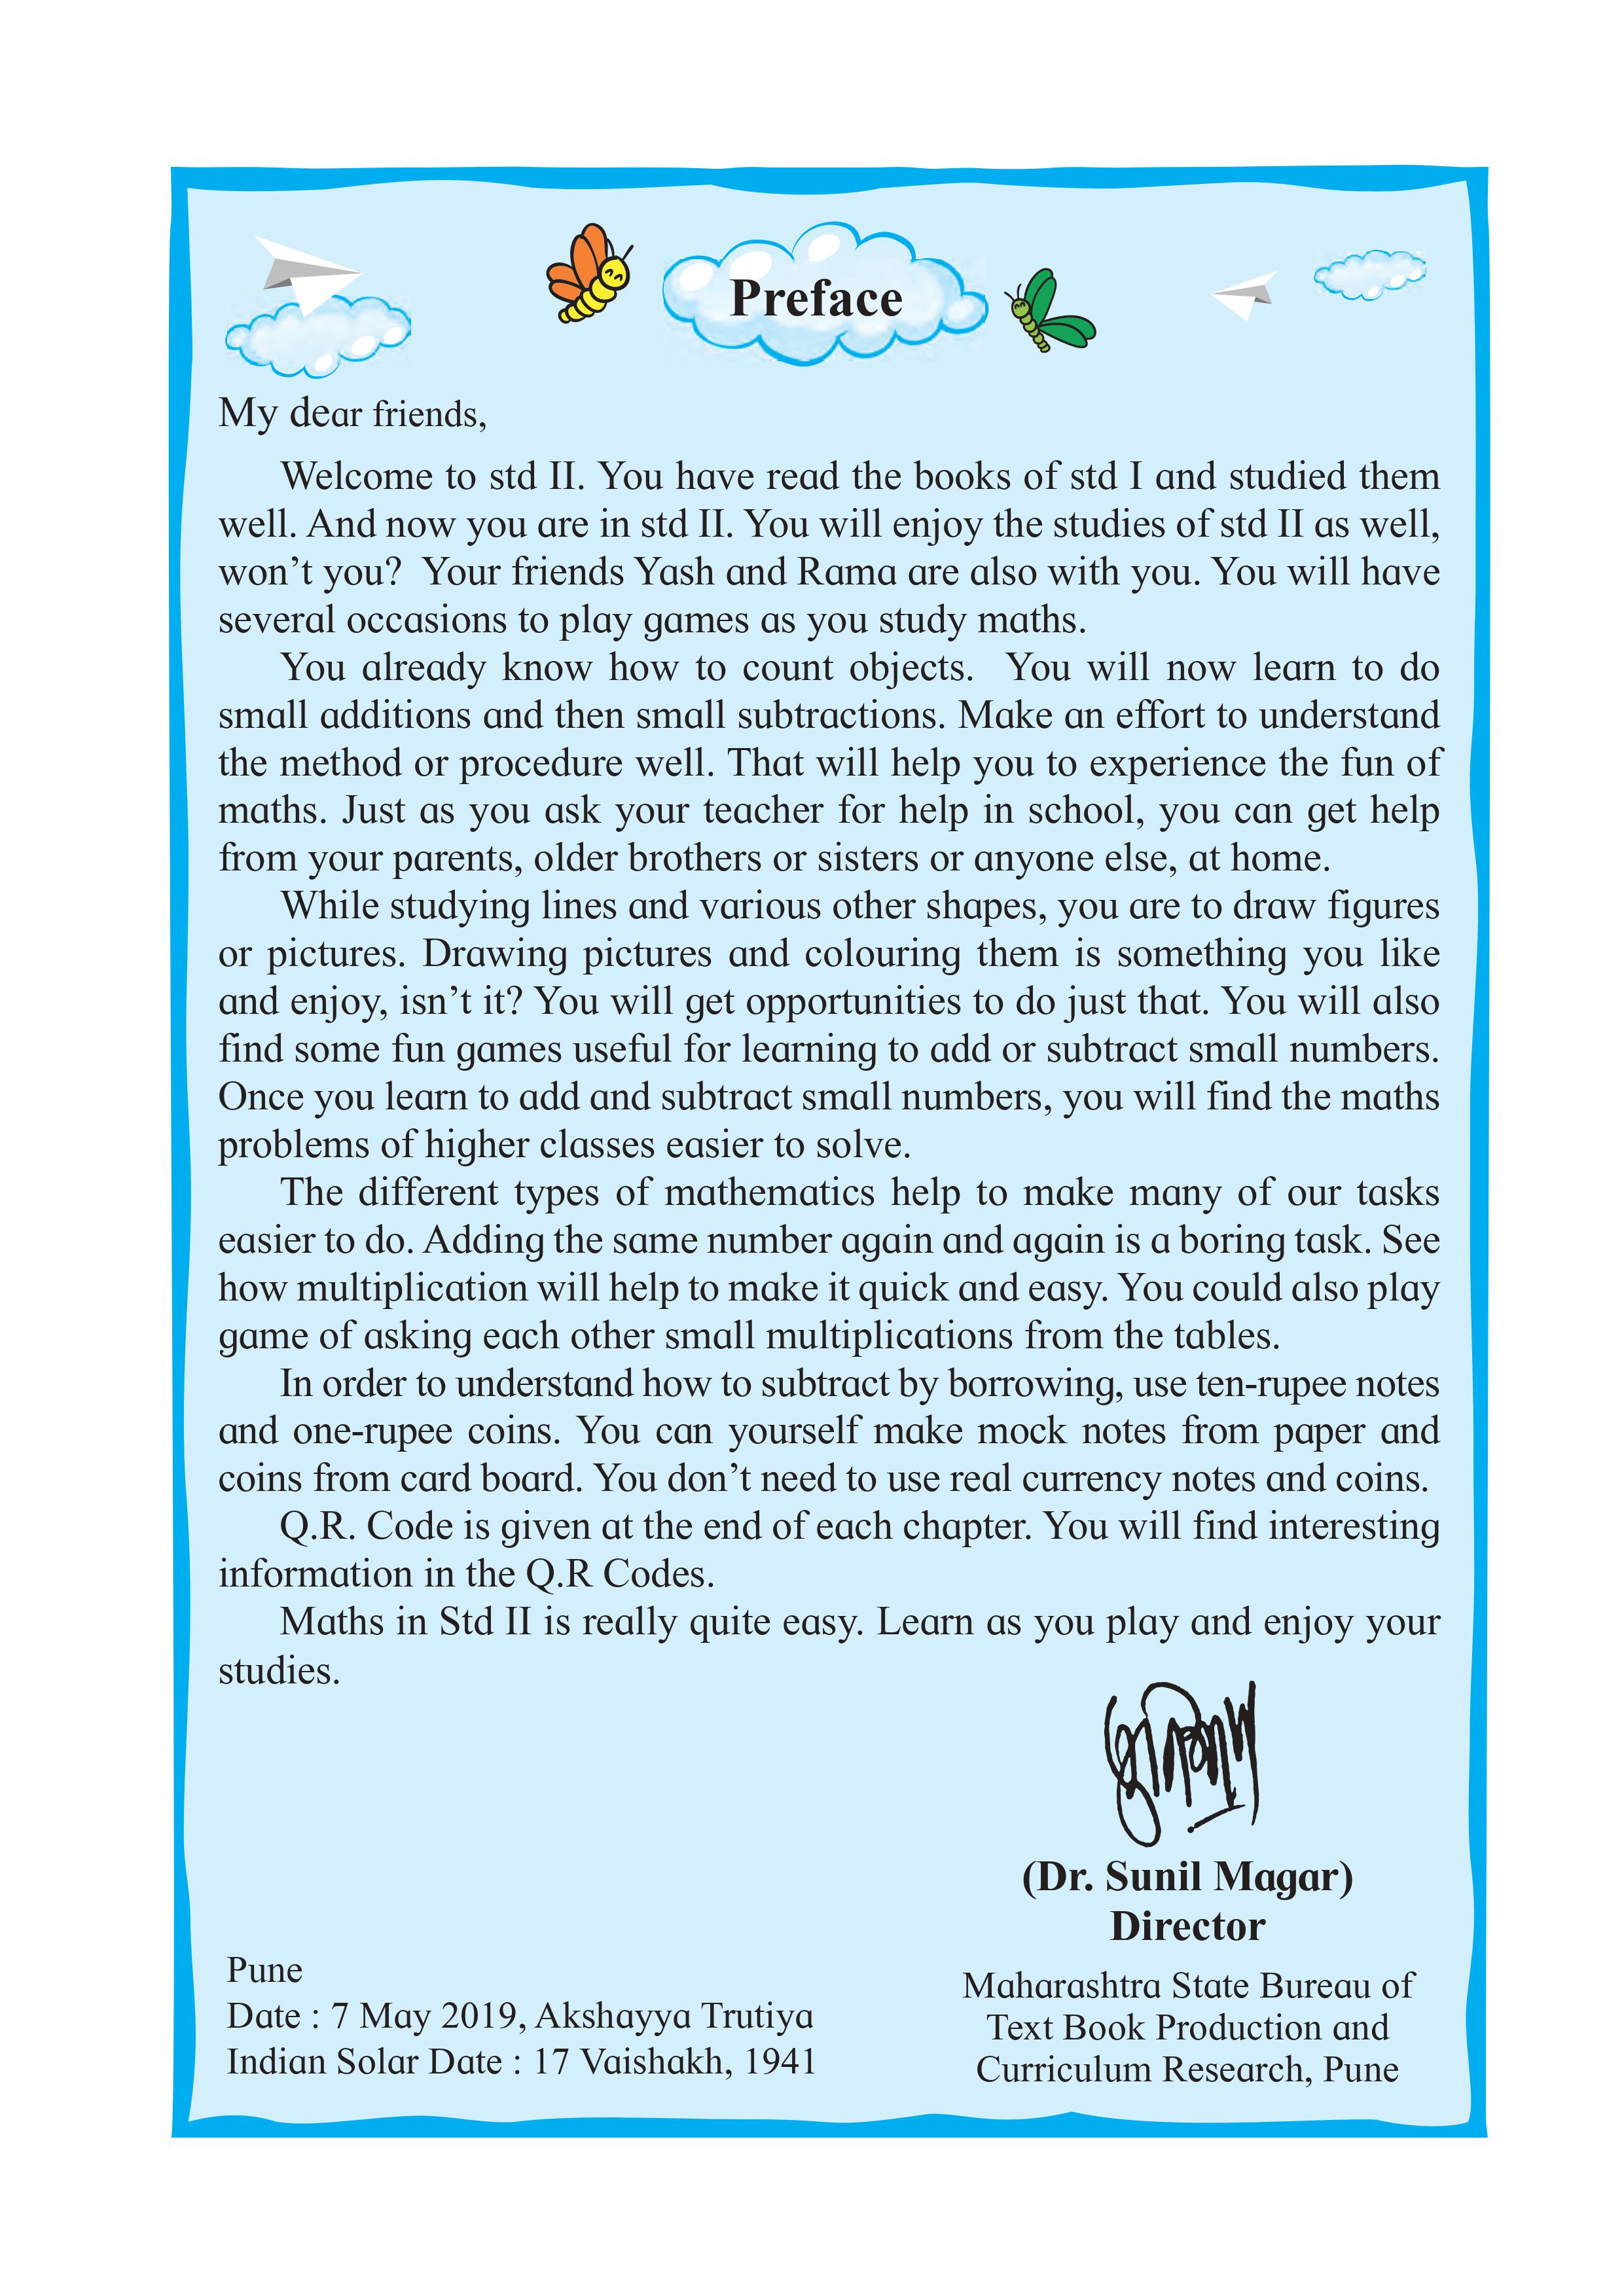 Preface
My dear friends,
Welcome to std II. You have read the books of std I and studied them
well. And now you are in std II. You will enjoy the studies of std II as well,
won’t you?  Your friends Yash and Rama are also with you. You will have
several occasions to play games as you study maths.
You already know how to count objects.  You will now learn to do
small additions and then small subtractions. Make an effort to understand
the method or procedure well. That will help you to experience the fun of
maths. Just as you ask your teacher for help in school, you can get help
from your parents, older brothers or sisters or anyone else, at home.
While studying lines and various other shapes, you are to draw figures
or pictures. Drawing pictures and colouring them is something you like
and enjoy, isn’t it? You will get opportunities to do just that. You will also
find some fun games useful for learning to add or subtract small numbers.
Once you learn to add and subtract small numbers, you will find the maths
problems of higher classes easier to solve.
The different types of mathematics help to make many of our tasks
easier to do. Adding the same number again and again is a boring task. See
how multiplication will help to make it quick and easy. You could also play
game of asking each other small multiplications from the tables.
In order to understand how to subtract by borrowing, use ten-rupee notes
and one-rupee coins. You can yourself make mock notes from paper and
coins from card board. You don’t need to use real currency notes and coins.
Q.R. Code is given at the end of each chapter. You will find interesting
information in the Q.R Codes.
Maths in Std II is really quite easy. Learn as you play and enjoy your
studies.
(Dr. Sunil Magar)
Director
Maharashtra State Bureau of
Text Book Production and
Curriculum Research, Pune
Pune
Date : 7 May 2019, Akshayya Trutiya
Indian Solar Date : 17 Vaishakh, 1941